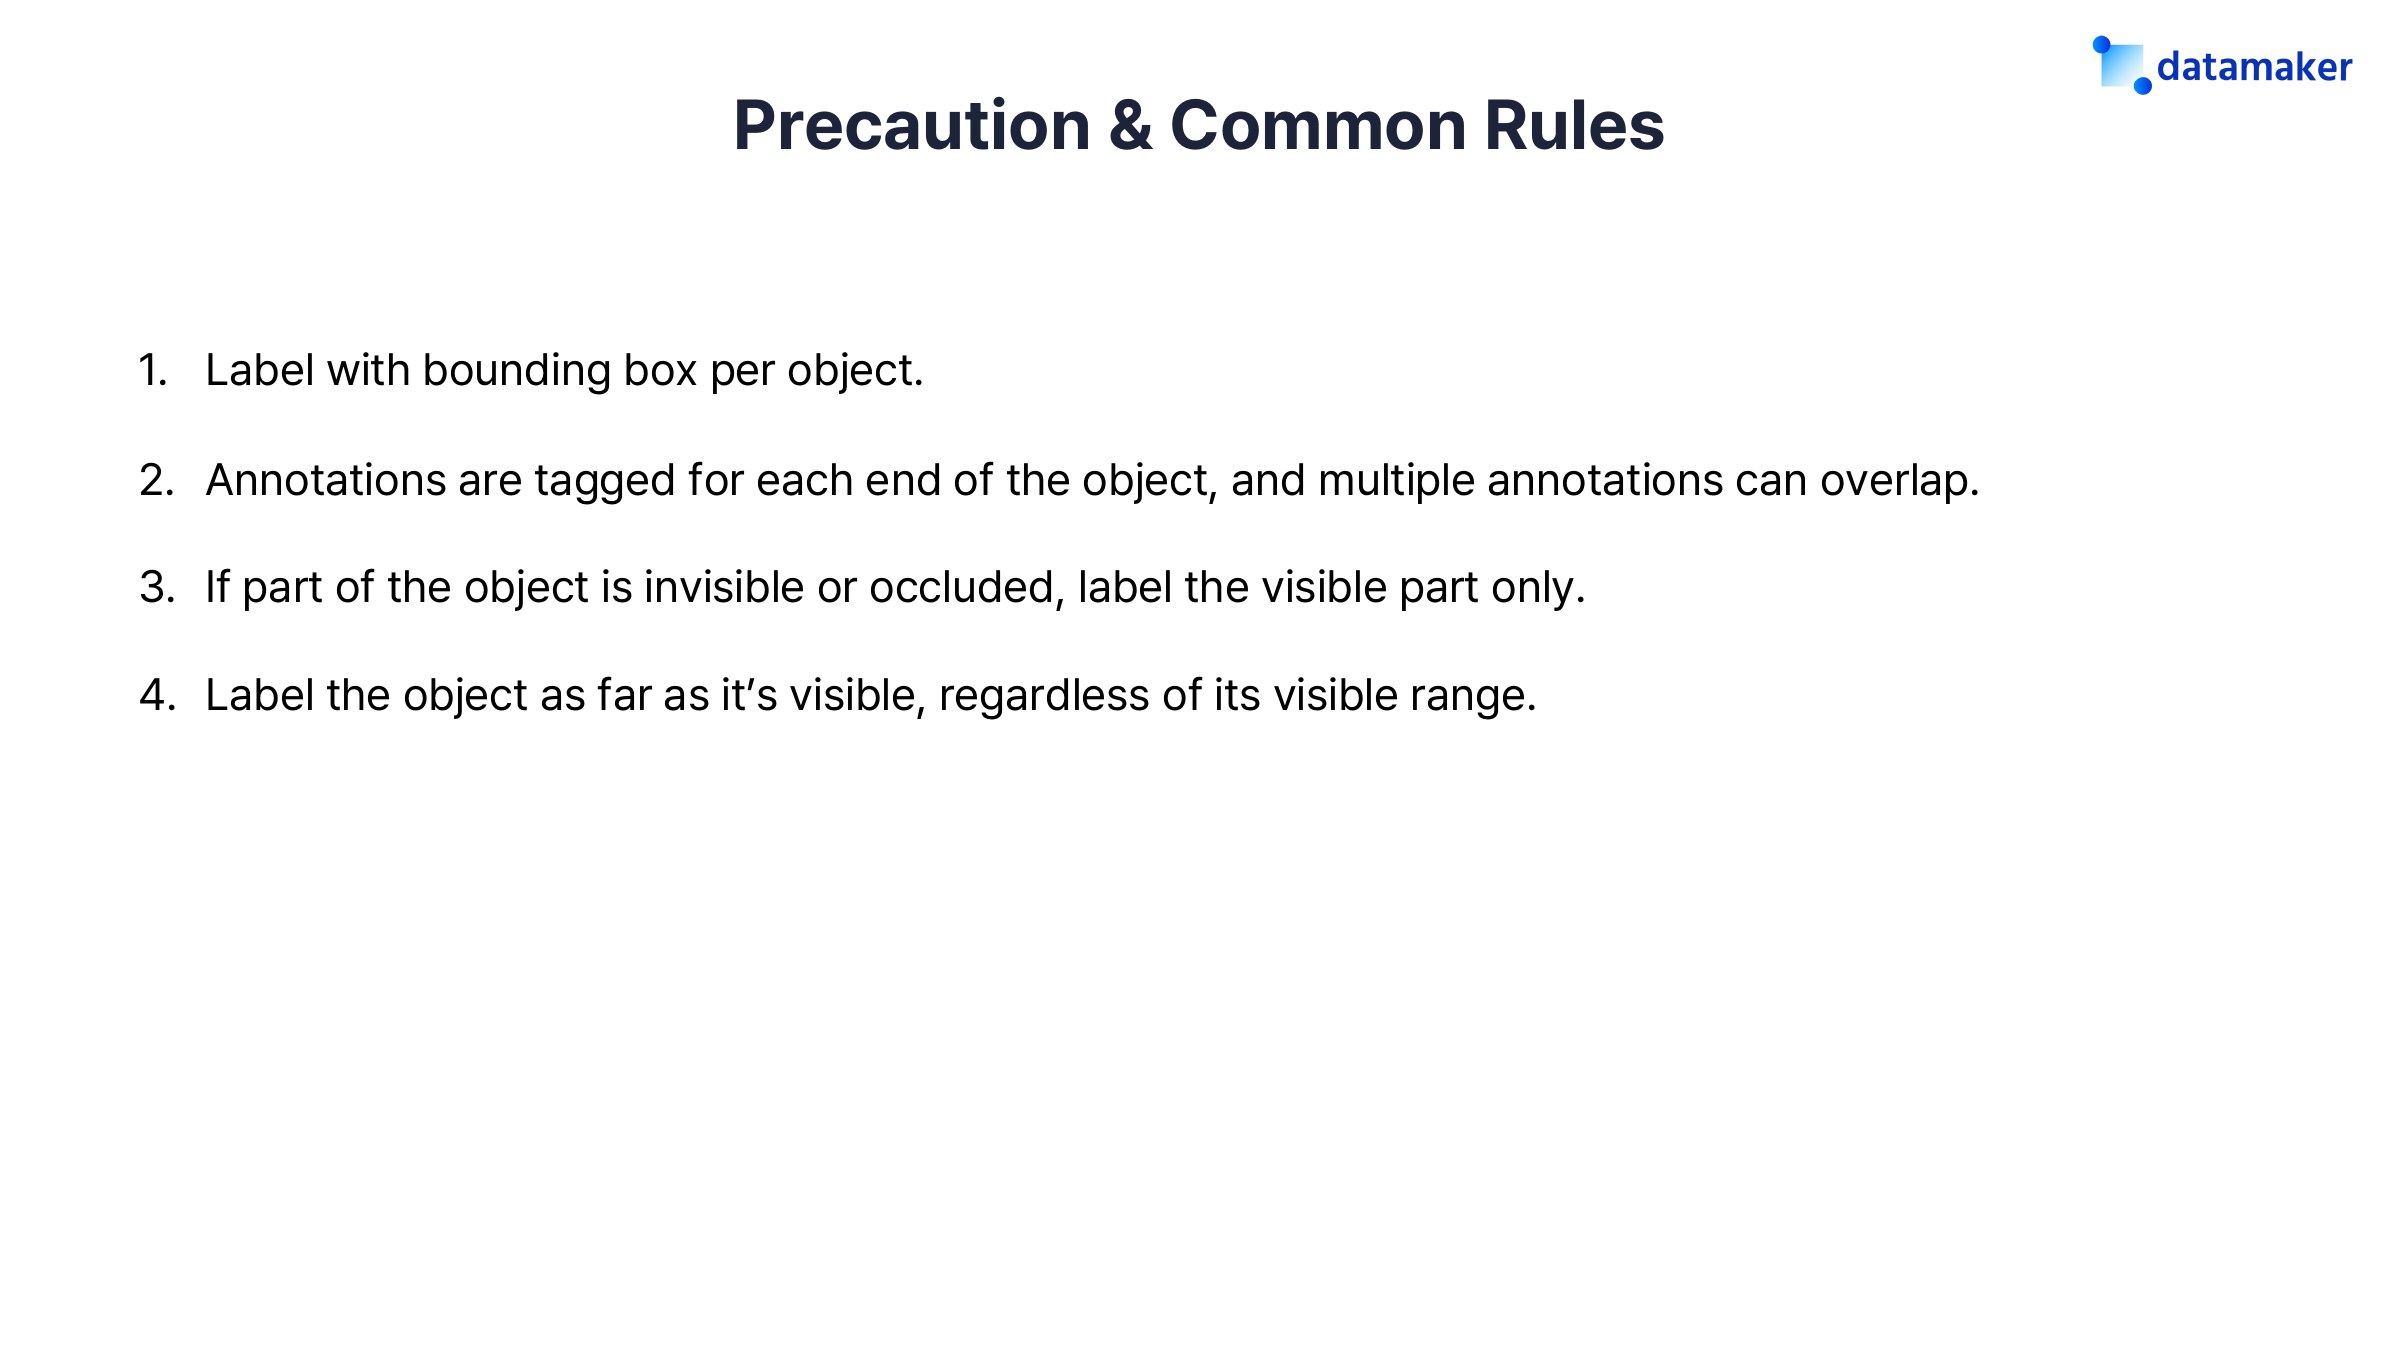 datamaker
Precaution & Common Rules
1. Label with bounding box per object.
2. Annotations are tagged for each end of the object, and multiple annotations can overlap.
3. If part of the object is invisible or occluded, label the visible part only.
4. Label the object as far as it’s visible, regardless of its visible range.